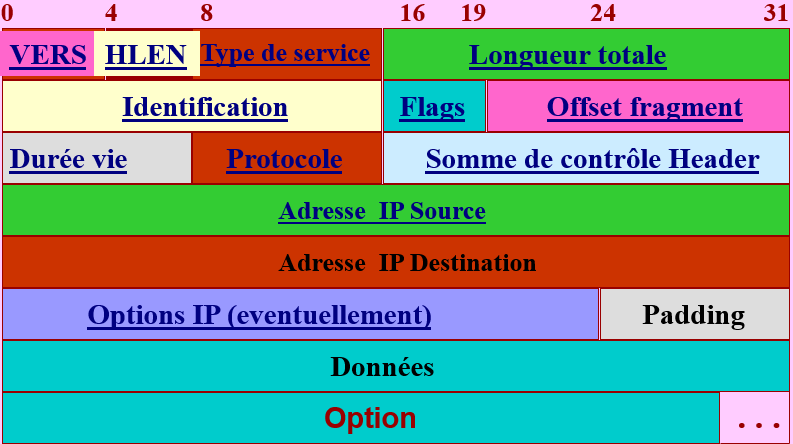 0 4 8 16 19 24 31
VERS HLEN Type de service Longueur totale
Identification Flags Offset fragment
Durée vie Protocole Somme de contrôle Header
Adresse IP Source
Adresse IP Destination
Options IP (eventuellement) Padding
Données
Option ...